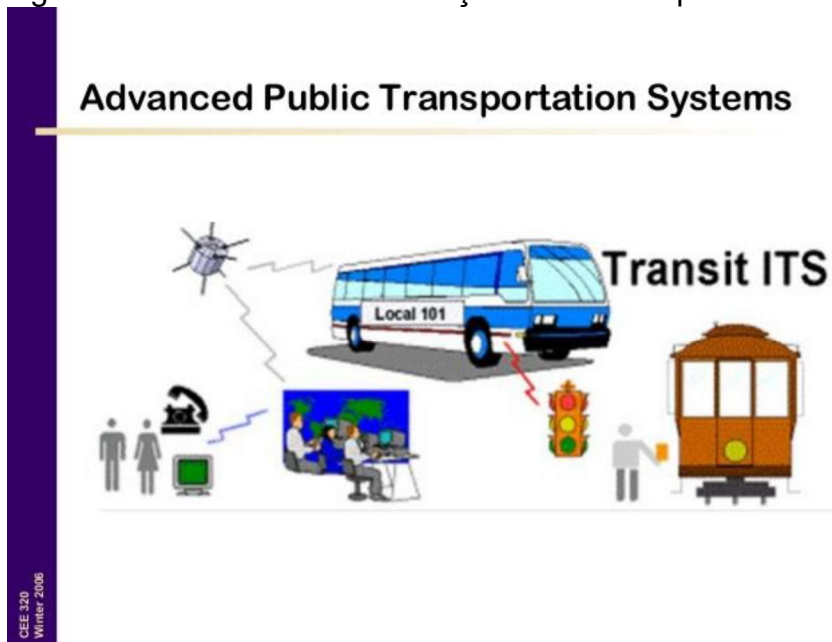 Advanced Public Transportation Systems
Transit ITS
Local 101
CEE 320
Winter 2006